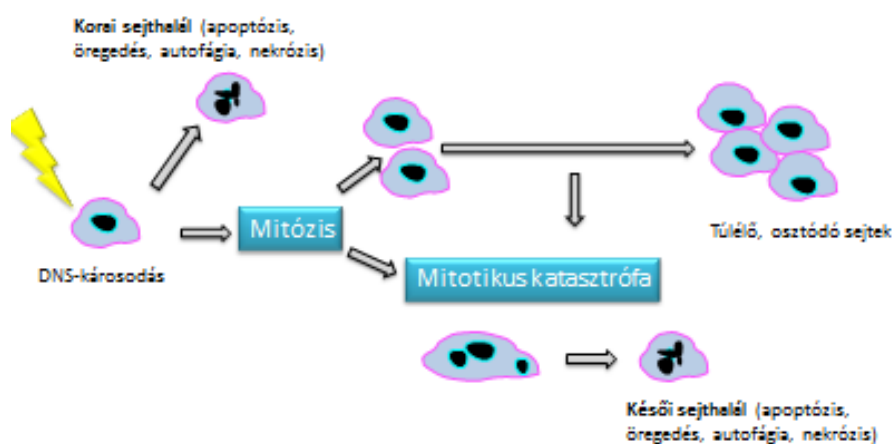 Korai sejthalál (apoptózis,
öregedés, autofágia, nekrózis)
Mitózis
DNS-károsodás
Túlélő, osztódó sejtek
Mitotikus katasztrófa
Késői sejthalál (apoptózis,
öregedés, autofágia, nekrózis)